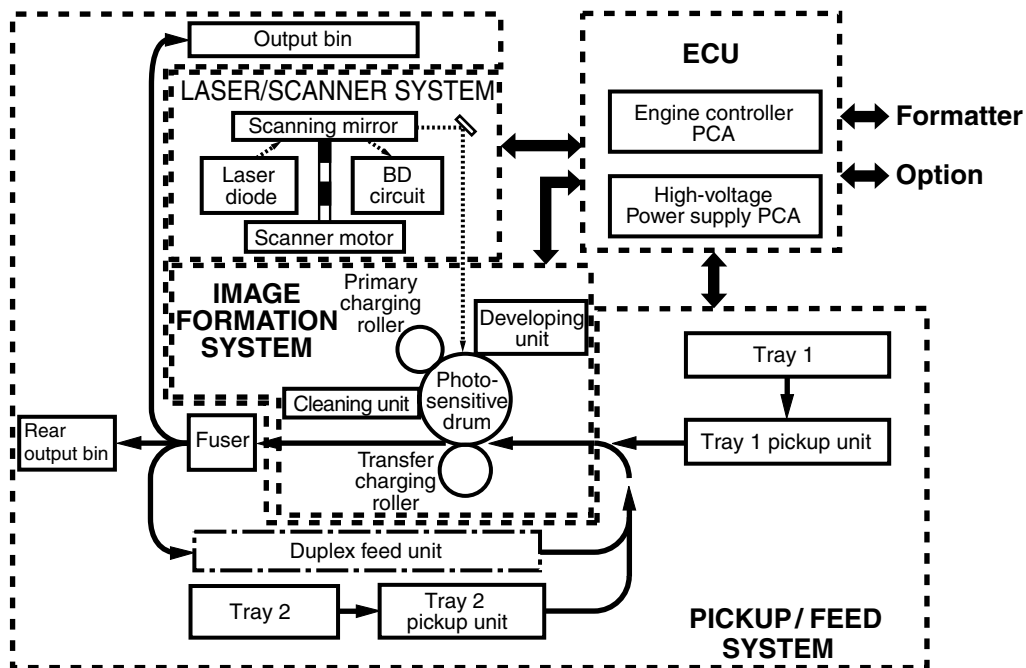 Output bin
LASER/SCANNER SYSTEM
Scanning mirror
Laser
diode
BD
circuit
Scanner motor
ECU
Engine controller
PCA
High-voltage
Power supply PCA
Formatter
Option
IMAGE
FORMATION
SYSTEM
Primary
charging
roller
Developing
unit
Photo-
sensitive
drum
Cleaning unit
Transfer
charging
roller
Tray 1
Tray 1 pickup unit
Rear
output bin
Fuser
Duplex feed unit
Tray 2
Tray 2
pickup unit
PICKUP / FEED
SYSTEM